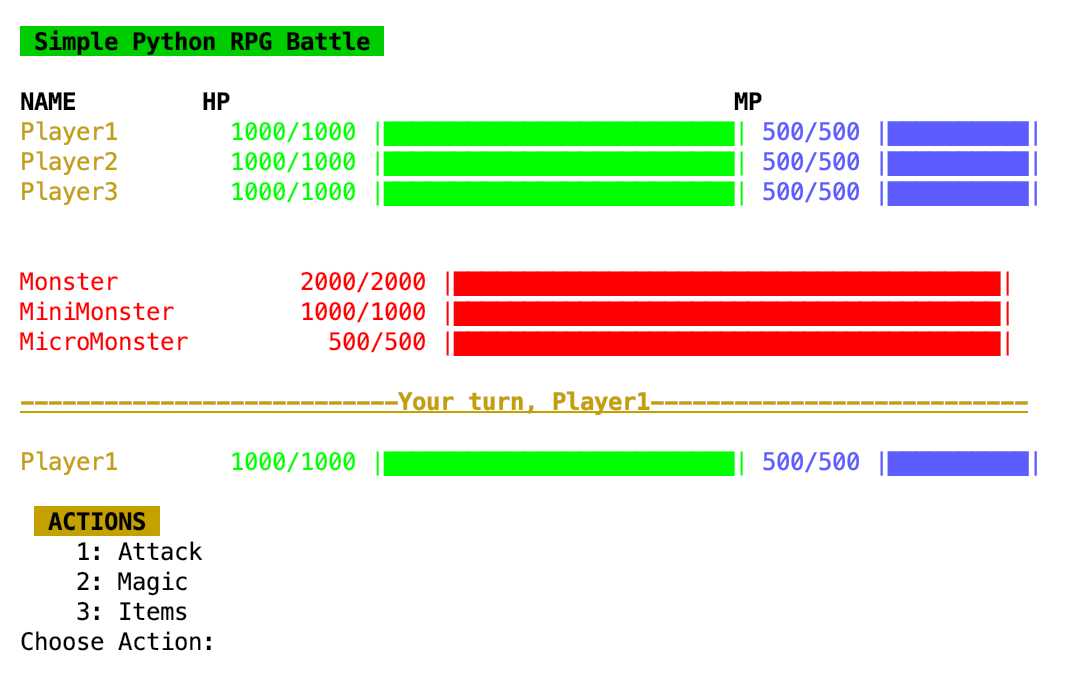 Simple Python RPG Battle
NAME HP MP
Player1 1000/1000 || 500/500 ||
Player2 1000/1000 || 500/500 ||
Player3 1000/1000 || 500/500 ||
Monster 2000/2000 ||
MiniMonster 1000/1000 ||
MicroMonster 500/500 ||
---------------------------Your turn, Player1---------------------------
Player1 1000/1000 || 500/500 ||
ACTIONS
1: Attack
2: Magic
3: Items
Choose Action: